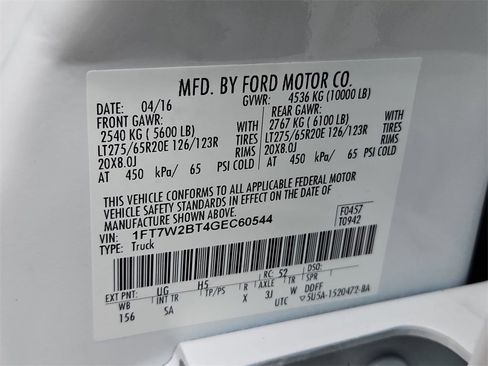 MFD. BY FORD MOTOR CO.
DATE: 04/16 GVWR: 4536 KG (10000 LB)
FRONT GAWR: REAR GAWR:
2540 KG ( 5600 LB) WITH 2767 KG ( 6100 LB) WITH
LT275/65R20E 126/123R TIRES LT275/65R20E 126/123R TIRES
20X8.0J RIMS 20X8.0J RIMS
AT 450 kPa/ 65 PSI COLD AT 450 kPa/ 65 PSI COLD
THIS VEHICLE CONFORMS TO ALL APPLICABLE FEDERAL MOTOR
VEHICLE SAFETY STANDARDS IN EFFECT ON THE DATE OF
MANUFACTURE SHOWN ABOVE.
VIN: 1FT7W2BT4GEC60544 F0457
TYPE: Truck T0942
EXT PNT: UG H5 RC: 52 DSO:
WB INT TR TP/PS R AXLE TR SPR
156 SA X 3J W DDFF
UTC ▽5U5A-1520472-BA